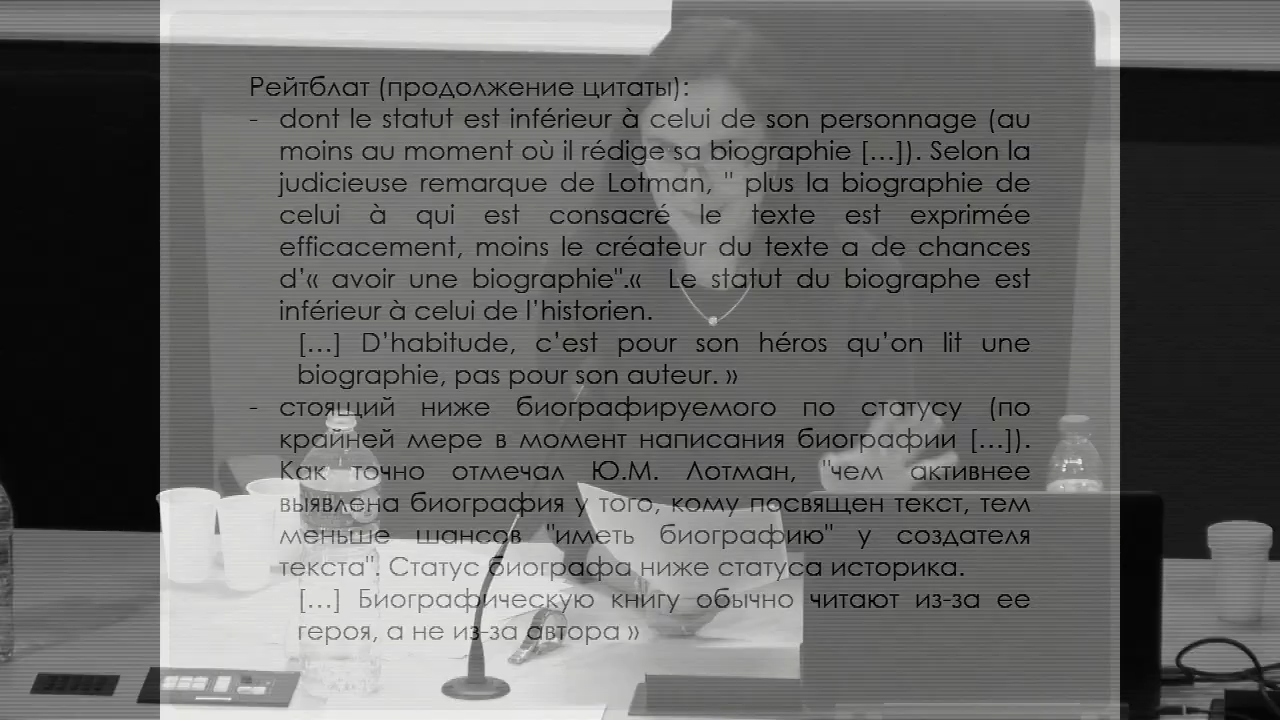 Рейтблат (продолжение цитаты):
- dont le statut est inférieur à celui de son personnage (au
moins au moment où il rédige sa biographie […]). Selon la
judicieuse remarque de Lotman, " plus la biographie de
celui à qui est consacré le texte est exprimée
efficacement, moins le créateur du texte a de chances
d’« avoir une biographie".« Le statut du biographe est
inférieur à celui de l’historien.
[…] D’habitude, c’est pour son héros qu’on lit une
biographie, pas pour son auteur. »
- стоящий ниже биографируемого по статусу (по
крайней мере в момент написания биографии […]).
Как точно отмечал Ю.М. Лотман, "чем активнее
выявлена биография у того, кому посвящен текст, тем
меньше шансов "иметь биографию" у создателя
текста". Статус биографа ниже статуса историка.
[…] Биографическую книгу обычно читают из-за ее
героя, а не из-за автора »